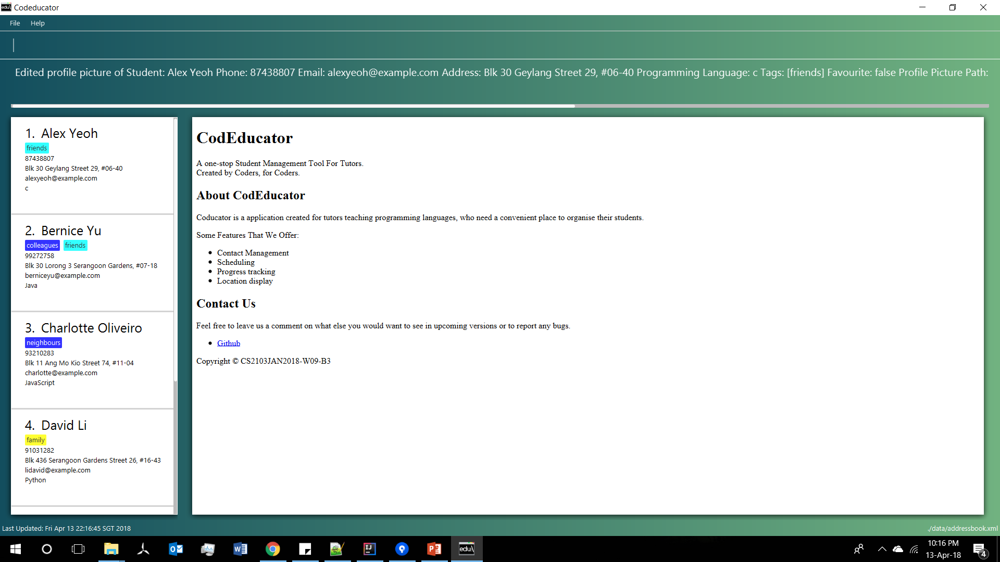 Codeducator
File Help
Edited profile picture of Student: Alex Yeoh Phone: 87438807 Email: alexyeoh@example.com Address: Blk 30 Geylang Street 29, #06-40 Programming Language: c Tags: [friends] Favourite: false Profile Picture Path:
1. Alex Yeoh
friends
87438807
Blk 30 Geylang Street 29, #06-40
alexyeoh@example.com
c
2. Bernice Yu
colleagues friends
99272758
Blk 30 Lorong 3 Serangoon Gardens, #07-18
berniceyu@example.com
Java
3. Charlotte Oliveiro
neighbours
93210283
Blk 11 Ang Mo Kio Street 74, #11-04
charlotte@example.com
JavaScript
4. David Li
family
91031282
Blk 436 Serangoon Gardens Street 26, #16-43
lidavid@example.com
Python
CodEducator
A one-stop Student Management Tool For Tutors.
Created by Coders, for Coders.
About CodEducator
Coducator is a application created for tutors teaching programming languages, who need a convenient place to organise their students.
Some Features That We Offer:
Contact Management
Scheduling
Progress tracking
Location display
Contact Us
Feel free to leave us a comment on what else you would want to see in upcoming versions or to report any bugs.
Github
Copyright © CS2103JAN2018-W09-B3
Last Updated: Fri Apr 13 22:16:45 SGT 2018
./data/addressbook.xml
edu\
10:16 PM
13-Apr-18
4